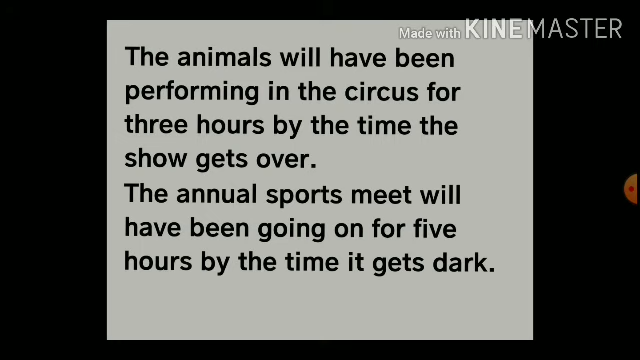 Made with KINEMASTER
The animals will have been
performing in the circus for
three hours by the time the
show gets over.
The annual sports meet will
have been going on for five
hours by the time it gets dark.